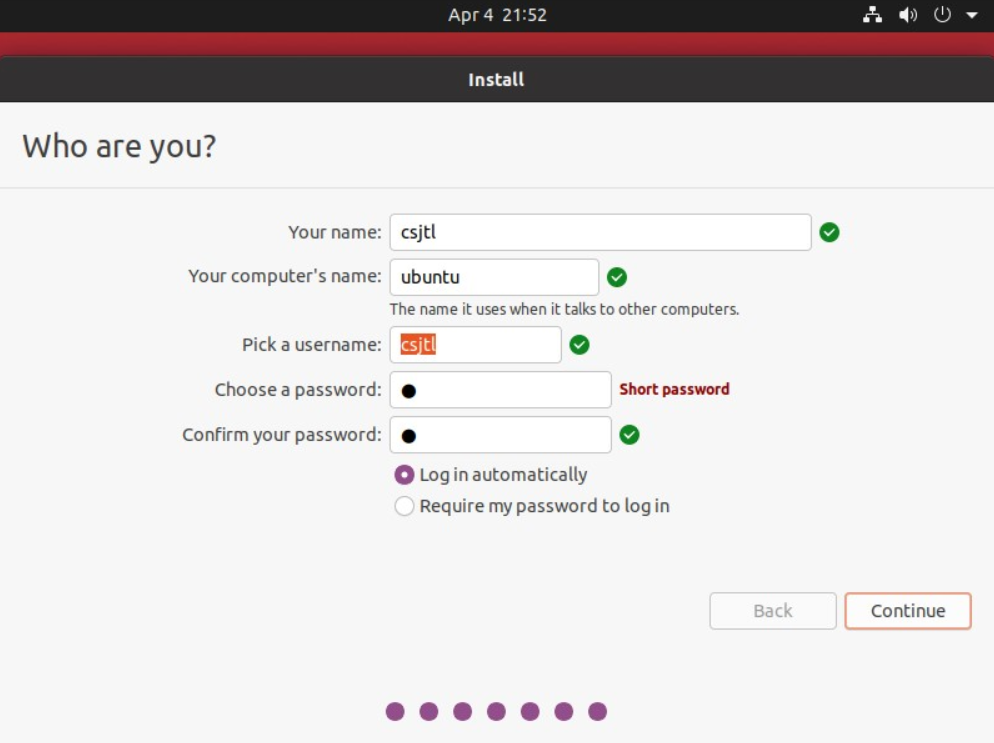 Apr 4 21:52
Install
Who are you?
Your name: csjtl
Your computer's name: ubuntu
The name it uses when it talks to other computers.
Pick a username: csjtl
Choose a password: ● Short password
Confirm your password: ●
Log in automatically
Require my password to log in
Back Continue